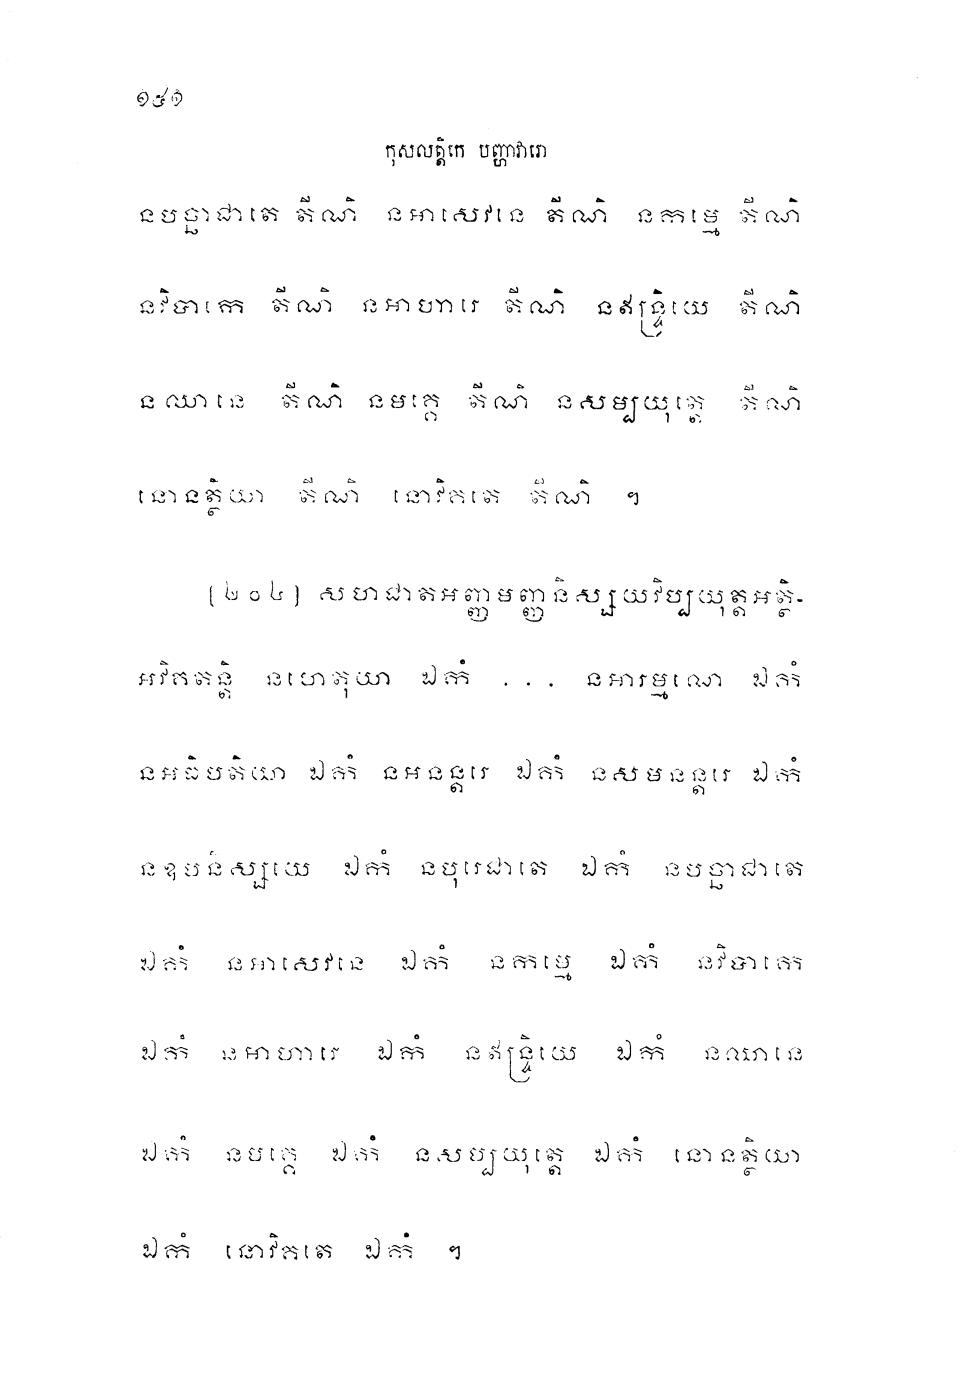 ១៤១
កុសលត្តិកេ បញ្ហាវារោ
នបច្ឆាជាតេ តីណិ នអាសេវនេ តីណិ នកម្មេ តីណិ
នវិបាកេ តីណិ នអាហារេ តីណិ នឥន្ទ្រិយេ តីណិ
នឈានេ តីណិ នមគ្គេ តីណិ នសម្បយុត្តេ តីណិ
នោនត្ថិយា តីណិ នោវិគតេ តីណិ ។
(២០៤) សហជាតអញ្ញមញ្ញនិស្សយវិប្បយុត្តអត្ថិ-
អវិគតន្តិ នហេតុយា ឯកំ ... នអារម្មណេ ឯកំ
នអធិបតិយា ឯកំ នអនន្តរេ ឯកំ នសមនន្តរេ ឯកំ
នឧបនិស្សយេ ឯកំ នបុរេជាតេ ឯកំ នបច្ឆាជាតេ
ឯកំ នអាសេវនេ ឯកំ នកម្មេ ឯកំ នវិបាកេ
ឯកំ នអាហារេ ឯកំ នឥន្ទ្រិយេ ឯកំ នឈានេ
ឯកំ នមគ្គេ ឯកំ នសម្បយុត្តេ ឯកំ នោនត្ថិយា
ឯកំ នោវិគតេ ឯកំ ។